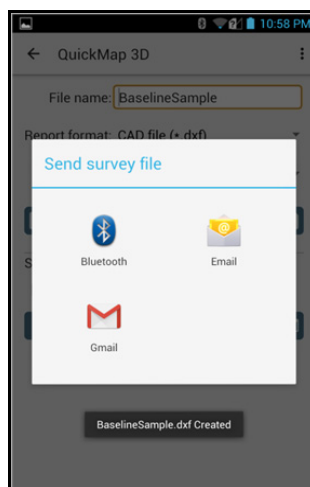 10:58 PM
QuickMap 3D
File name: BaselineSample
Report format: CAD file (*.dxf)
Send survey file
Bluetooth
Email
S
Gmail
BaselineSample.dxf Created